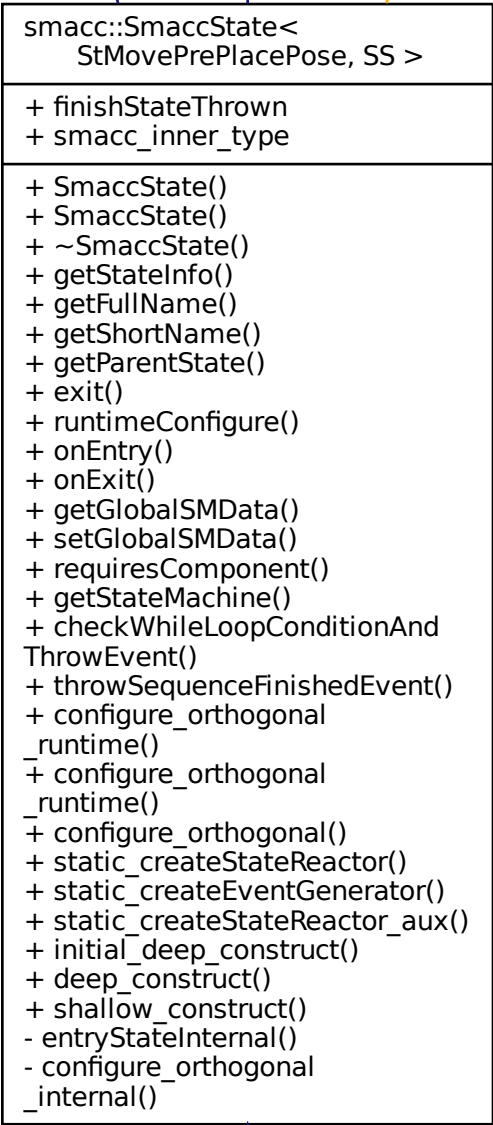 smacc::SmaccState<
StMovePrePlacePose, SS >
+ finishStateThrown
+ smacc_inner_type
+ SmaccState()
+ SmaccState()
+ ~SmaccState()
+ getStateInfo()
+ getFullName()
+ getShortName()
+ getParentState()
+ exit()
+ runtimeConfigure()
+ onEntry()
+ onExit()
+ getGlobalSMData()
+ setGlobalSMData()
+ requiresComponent()
+ getStateMachine()
+ checkWhileLoopConditionAnd
ThrowEvent()
+ throwSequenceFinishedEvent()
+ configure_orthogonal
_runtime()
+ configure_orthogonal
_runtime()
+ configure_orthogonal()
+ static_createStateReactor()
+ static_createEventGenerator()
+ static_createStateReactor_aux()
+ initial_deep_construct()
+ deep_construct()
+ shallow_construct()
- entryStateInternal()
- configure_orthogonal
_internal()